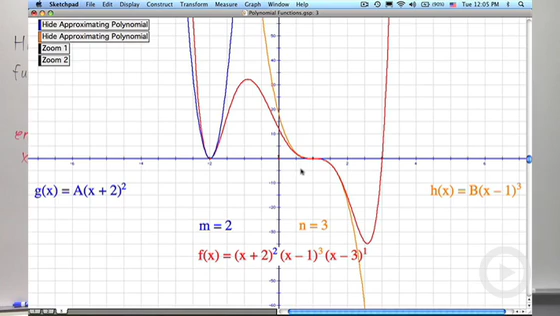 Sketchpad File Edit Display Construct Transform Measure Graph Window Help (90%) Tue 12:05 PM
Polynomial Functions.gsp: 3
Hide Approximating Polynomial
Hide Approximating Polynomial
Zoom 1
Zoom 2
g(x) = A(x + 2)²
h(x) = B(x − 1)³
m = 2
n = 3
f(x) = (x + 2)²(x − 1)³(x − 3)¹